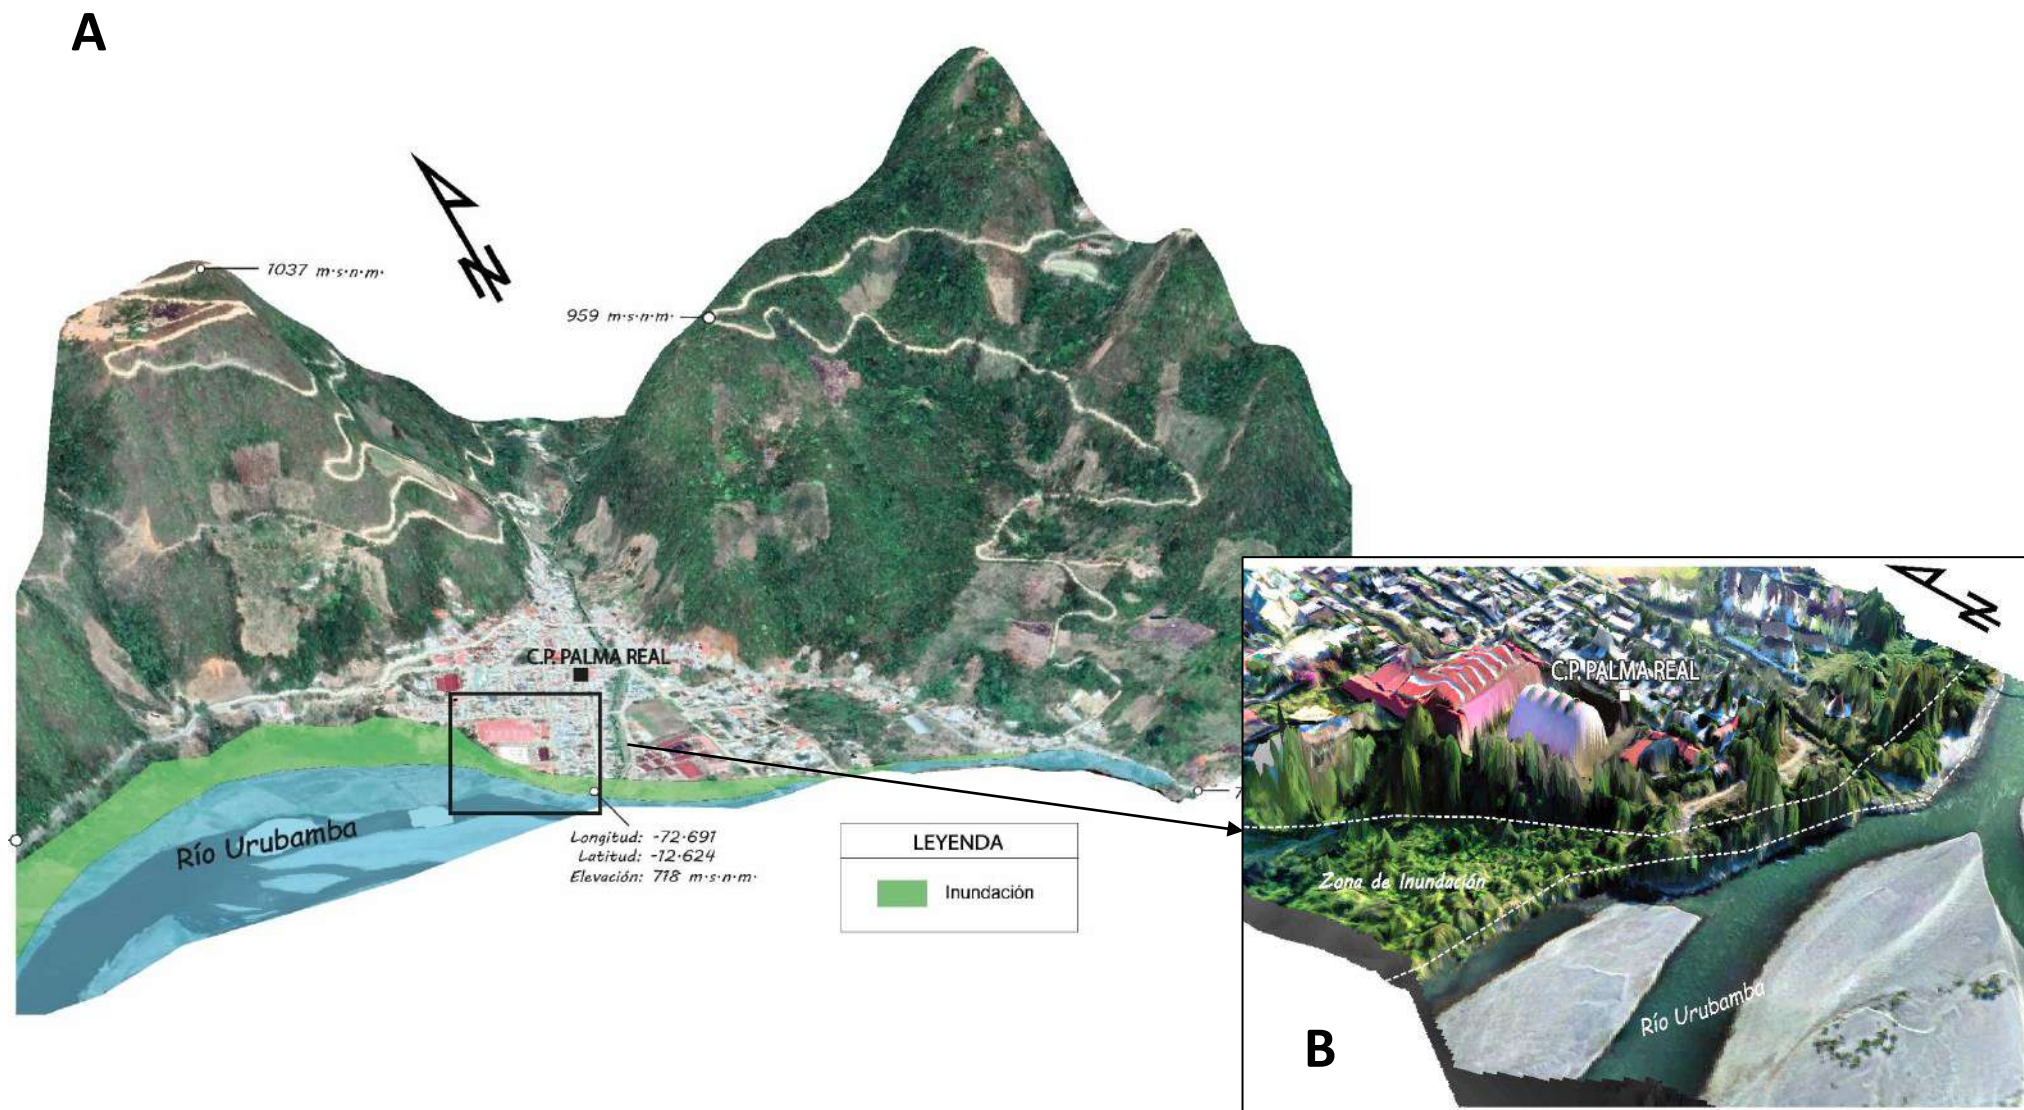 A
N
1037 m.s.n.m.
959 m.s.n.m.
C.P. PALMA REAL
Río Urubamba
Longitud: -72.691
Latitud: -12.624
Elevación: 718 m.s.n.m.
7
LEYENDA
Inundación
N
C.P. PALMA REAL
Zona de Inundación
Río Urubamba
B